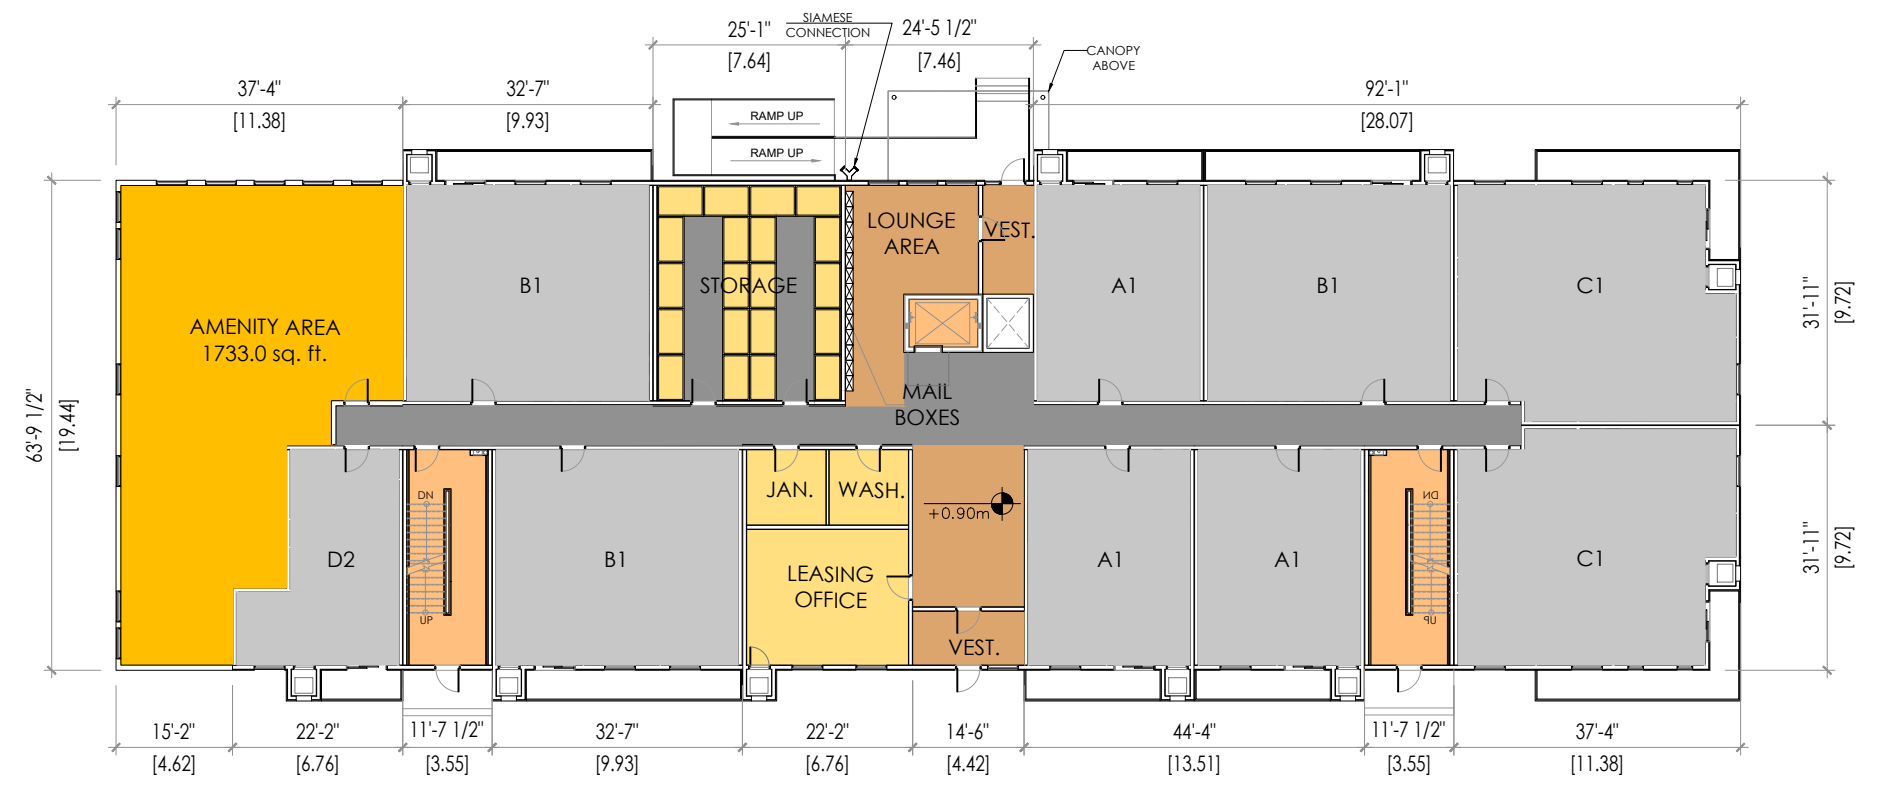 SIAMESE
CONNECTION
25'-1"
[7.64]
24'-5 1/2"
[7.46]
CANOPY
ABOVE
37'-4"
[11.38]
32'-7"
[9.93]
92'-1"
[28.07]
RAMP UP
RAMP UP
LOUNGE
AREA
VEST.
B1
STORAGE
A1
B1
C1
AMENITY AREA
1733.0 sq. ft.
31'-11"
[9.72]
63'-9 1/2"
[19.44]
MAIL
BOXES
JAN.
WASH.
DN
UP
+0.90m
DN
UP
D2
B1
LEASING
OFFICE
A1
A1
C1
31'-11"
[9.72]
VEST.
15'-2"
[4.62]
22'-2"
[6.76]
11'-7 1/2"
[3.55]
32'-7"
[9.93]
22'-2"
[6.76]
14'-6"
[4.42]
44'-4"
[13.51]
11'-7 1/2"
[3.55]
37'-4"
[11.38]